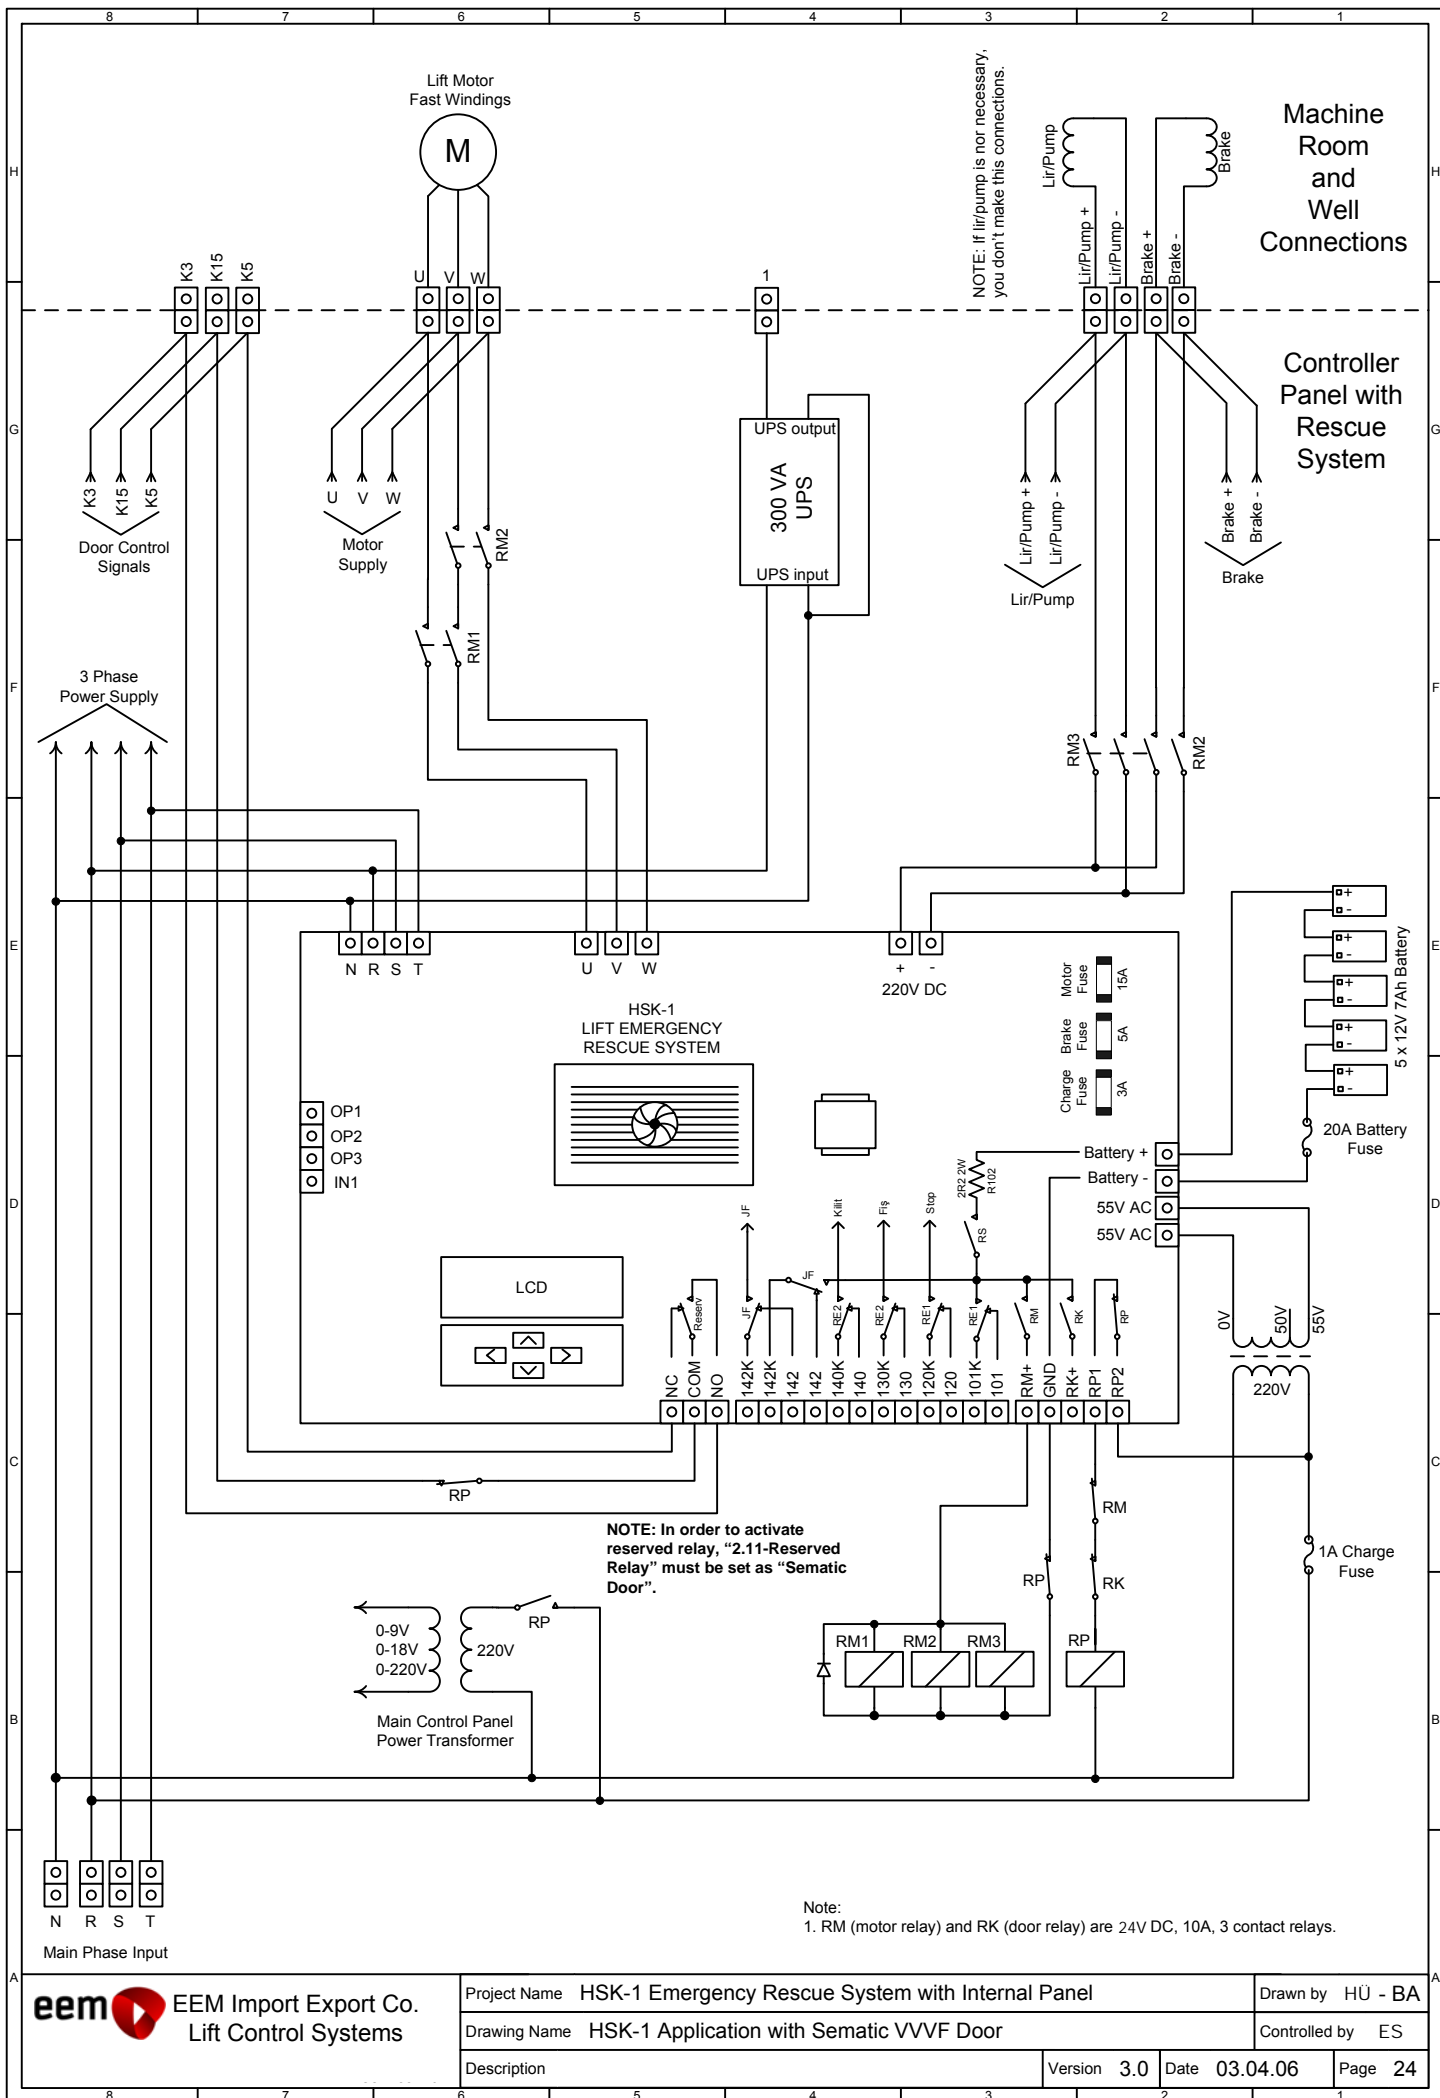 8 7 6 5 4 3 2 1
Lift Motor
Fast Windings
M
NOTE: If lir/pump is nor necessary,
you don't make this connections.
Lir/Pump
Brake
Machine
Room
and
Well
Connections
H
H
K3
K15
K5
U
V
W
1
Lir/Pump +
Lir/Pump -
Brake +
Brake -
Controller
Panel with
Rescue
System
G
G
UPS output
300 VA
UPS
UPS input
K3
K15
K5
Door Control
Signals
U
V
W
Motor
Supply
RM2
RM1
Lir/Pump +
Lir/Pump -
Lir/Pump
Brake +
Brake -
Brake
3 Phase
Power Supply
F
F
RM3
RM2
E
E
N R S T
U V W
+ -
220V DC
HSK-1
LIFT EMERGENCY
RESCUE SYSTEM
Motor
Fuse
15A
Brake
Fuse
5A
Charge
Fuse
3A
+
-
+
-
+
-
+
-
+
-
5 x 12V 7Ah Battery
20A Battery
Fuse
OP1
OP2
OP3
IN1
D
D
Battery +
Battery -
55V AC
55V AC
2R2 2W
R102
RS
JF
Kilit
Fiş
Stop
JF
LCD
Reserv
JF
RE2
RE2
RE1
RE1
RM
RK
RP
0V
50V
55V
220V
NC
COM
NO
142K
142K
142
142
140K
140
130K
130
120K
120
101K
101
RM+
GND
RK+
RP1
RP2
C
C
RP
NOTE: In order to activate
reserved relay, “2.11-Reserved
Relay” must be set as “Sematic
Door”.
RM
RP
RK
1A Charge
Fuse
0-9V
0-18V
0-220V
220V
RP
Main Control Panel
Power Transformer
RM1
RM2
RM3
RP
B
B
N R S T
Main Phase Input
Note:
1. RM (motor relay) and RK (door relay) are 24V DC, 10A, 3 contact relays.
A
A
eem
EEM Import Export Co.
Lift Control Systems
Project Name HSK-1 Emergency Rescue System with Internal Panel
Drawn by HÜ - BA
Drawing Name HSK-1 Application with Sematic VVVF Door
Controlled by ES
Description
Version 3.0
Date 03.04.06
Page 24
8 7 6 5 4 3 2 1